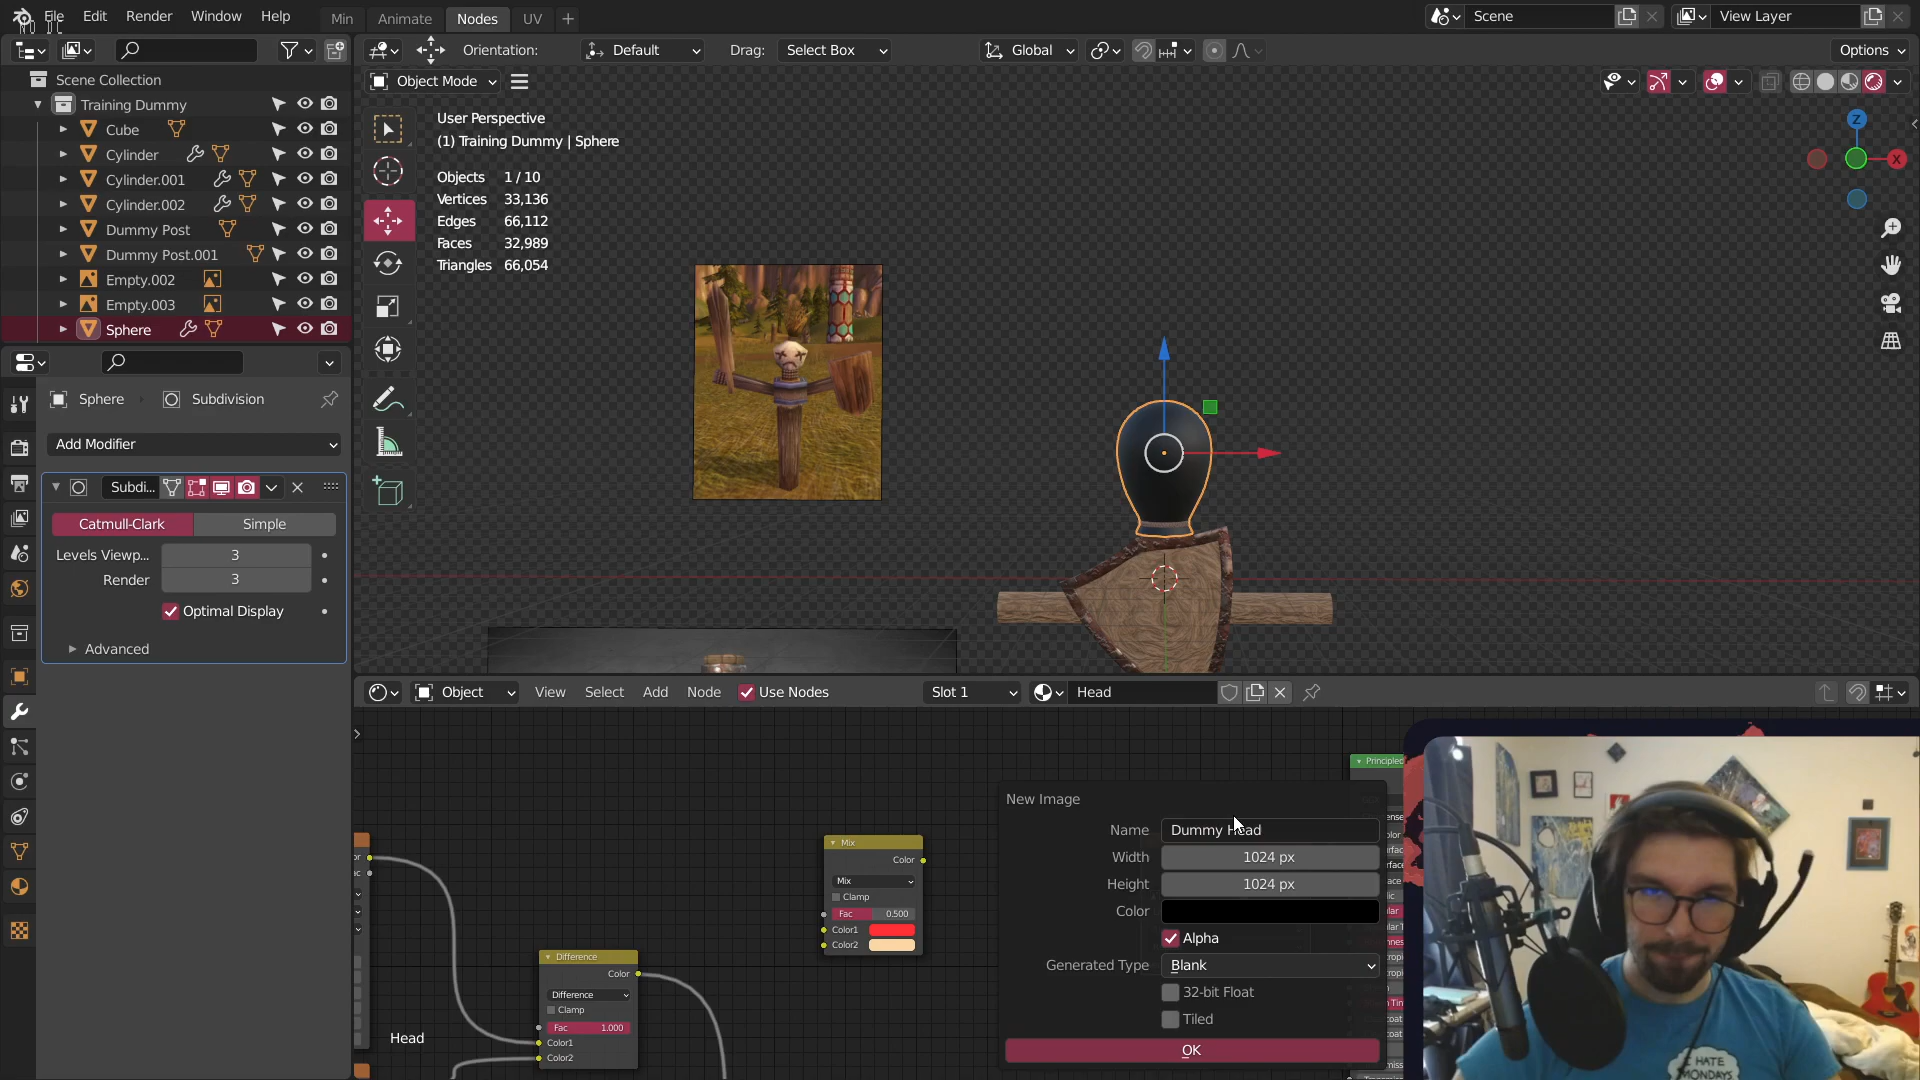 File Edit Render Window Help
Min Animate Nodes UV +
Scene
View Layer
Orientation: Default Drag: Select Box
Global
Options
Object Mode
Scene Collection
Training Dummy
Cube
Cylinder
Cylinder.001
Cylinder.002
Dummy Post
Dummy Post.001
Empty.002
Empty.003
Sphere
User Perspective
(1) Training Dummy | Sphere
Objects 1 / 10
Vertices 33,136
Edges 66,112
Faces 32,989
Triangles 66,054
Z
X
Sphere Subdivision
Add Modifier
Subdi...
Catmull-Clark Simple
Levels Viewp... 3
Render 3
Optimal Display
Advanced
Object View Select Add Node Use Nodes Slot 1 Head
Principled
New Image
Name Dummy Head
Width 1024 px
Height 1024 px
Color
Alpha
Generated Type Blank
32-bit Float
Tiled
OK
Mix
Color
Mix
Clamp
Fac 0.500
Color1
Color2
Difference
Color
Difference
Clamp
Fac 1.000
Color1
Color2
Head
I HATE
MONDAYS